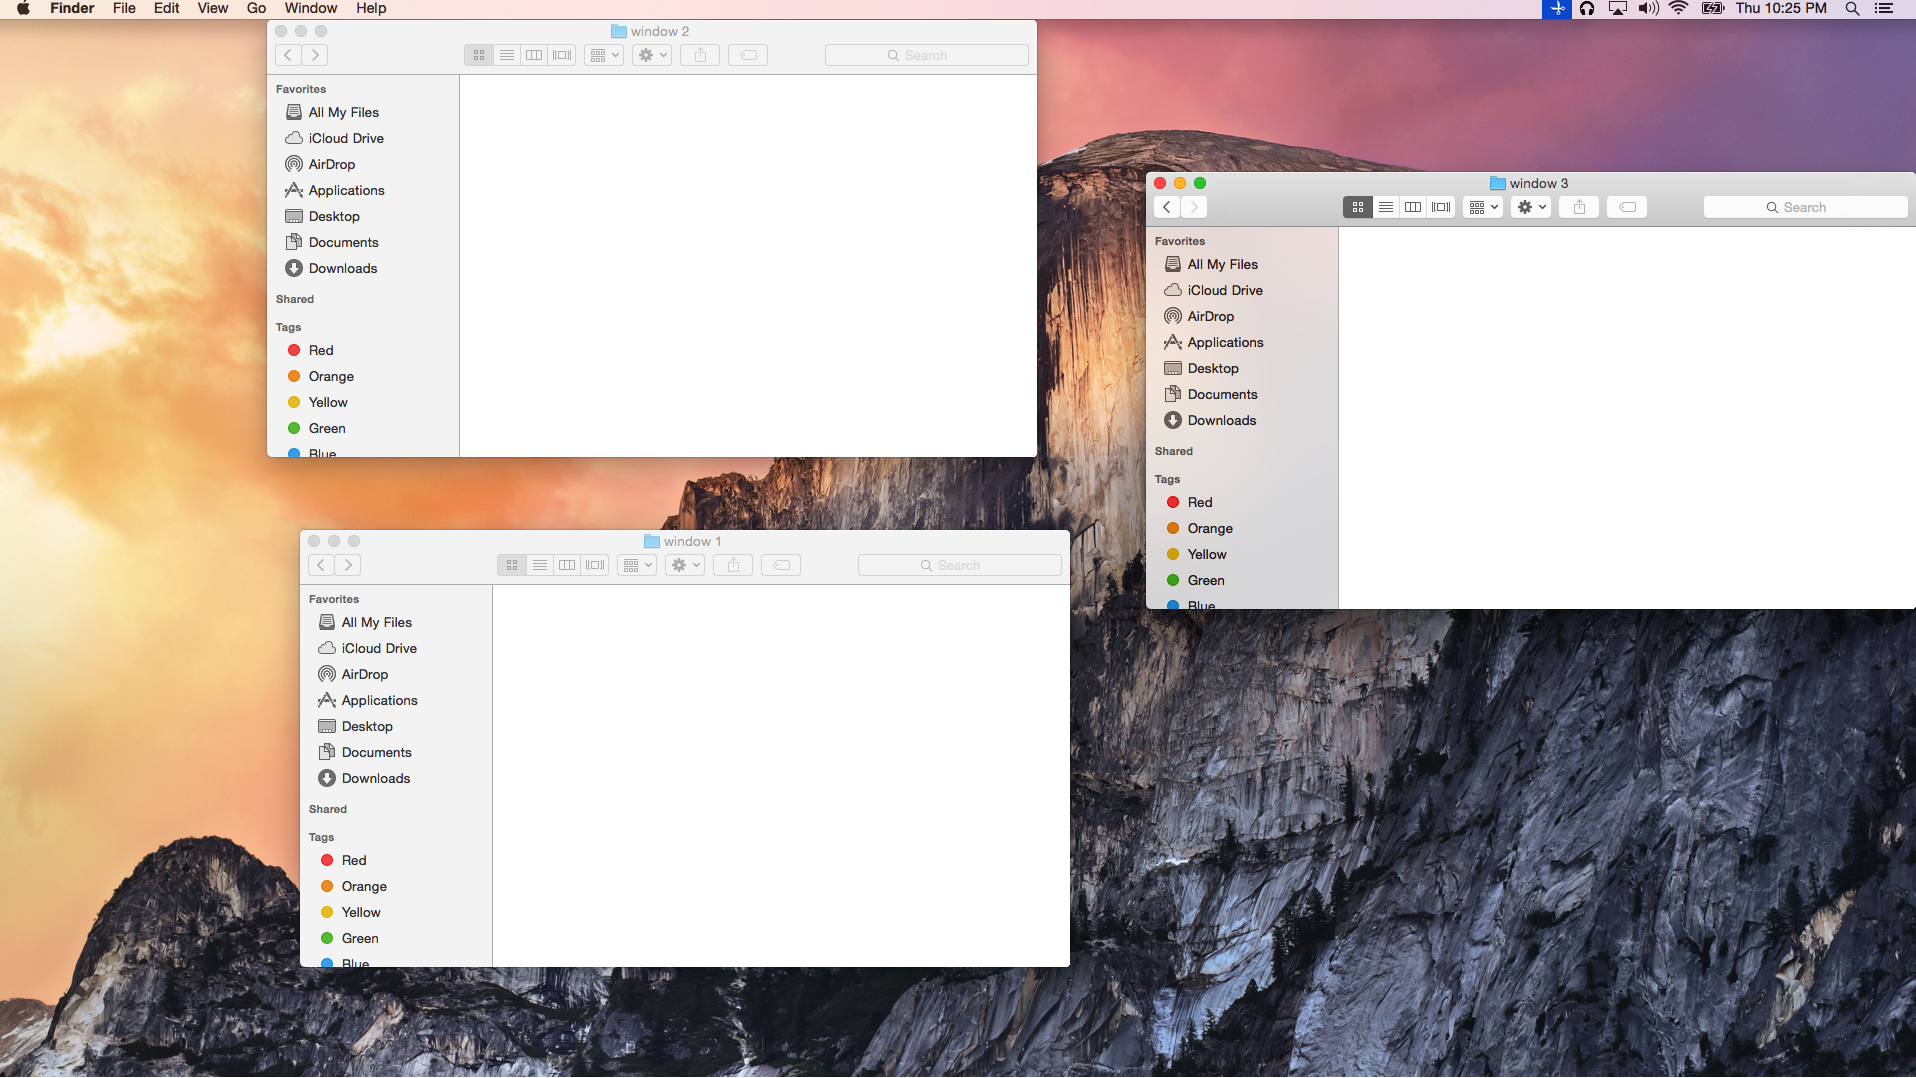 Finder File Edit View Go Window Help Thu 10:25 PM
window 2
Search
Favorites
All My Files
iCloud Drive
AirDrop
Applications
Desktop
Documents
Downloads
Shared
Tags
Red
Orange
Yellow
Green
Blue
window 3
Search
Favorites
All My Files
iCloud Drive
AirDrop
Applications
Desktop
Documents
Downloads
Shared
Tags
Red
Orange
Yellow
Green
Blue
window 1
Search
Favorites
All My Files
iCloud Drive
AirDrop
Applications
Desktop
Documents
Downloads
Shared
Tags
Red
Orange
Yellow
Green
Blue